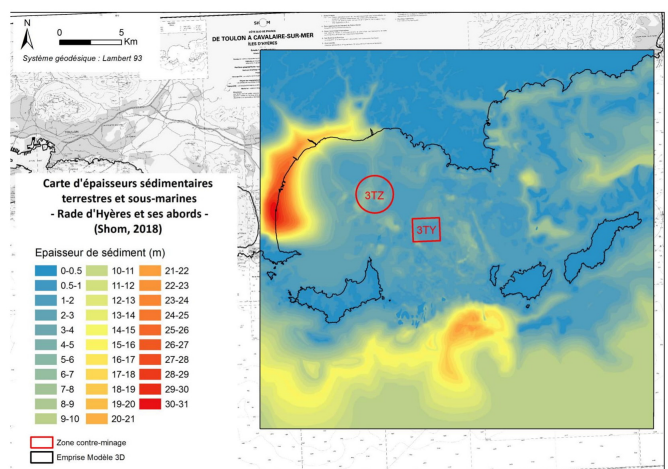 N
0 5
Km
Système géodésique : Lambert 93
CÔTE SUD DE FRANCE
DE TOULON A CAVALAIRE-SUR-MER
ÎLES D'HYÈRES
Carte d'épaisseurs sédimentaires
terrestres et sous-marines
- Rade d'Hyères et ses abords -
(Shom, 2018)
Epaisseur de sédiment (m)
0-0.5 10-11 21-22
0.5-1 11-12 22-23
1-2 12-13 23-24
2-3 13-14 24-25
3-4 14-15 25-26
4-5 15-16 26-27
5-6 16-17 27-28
6-7 17-18 28-29
7-8 18-19 29-30
8-9 19-20 30-31
9-10 20-21
Zone contre-minage
Emprise Modèle 3D
3TZ
3TY